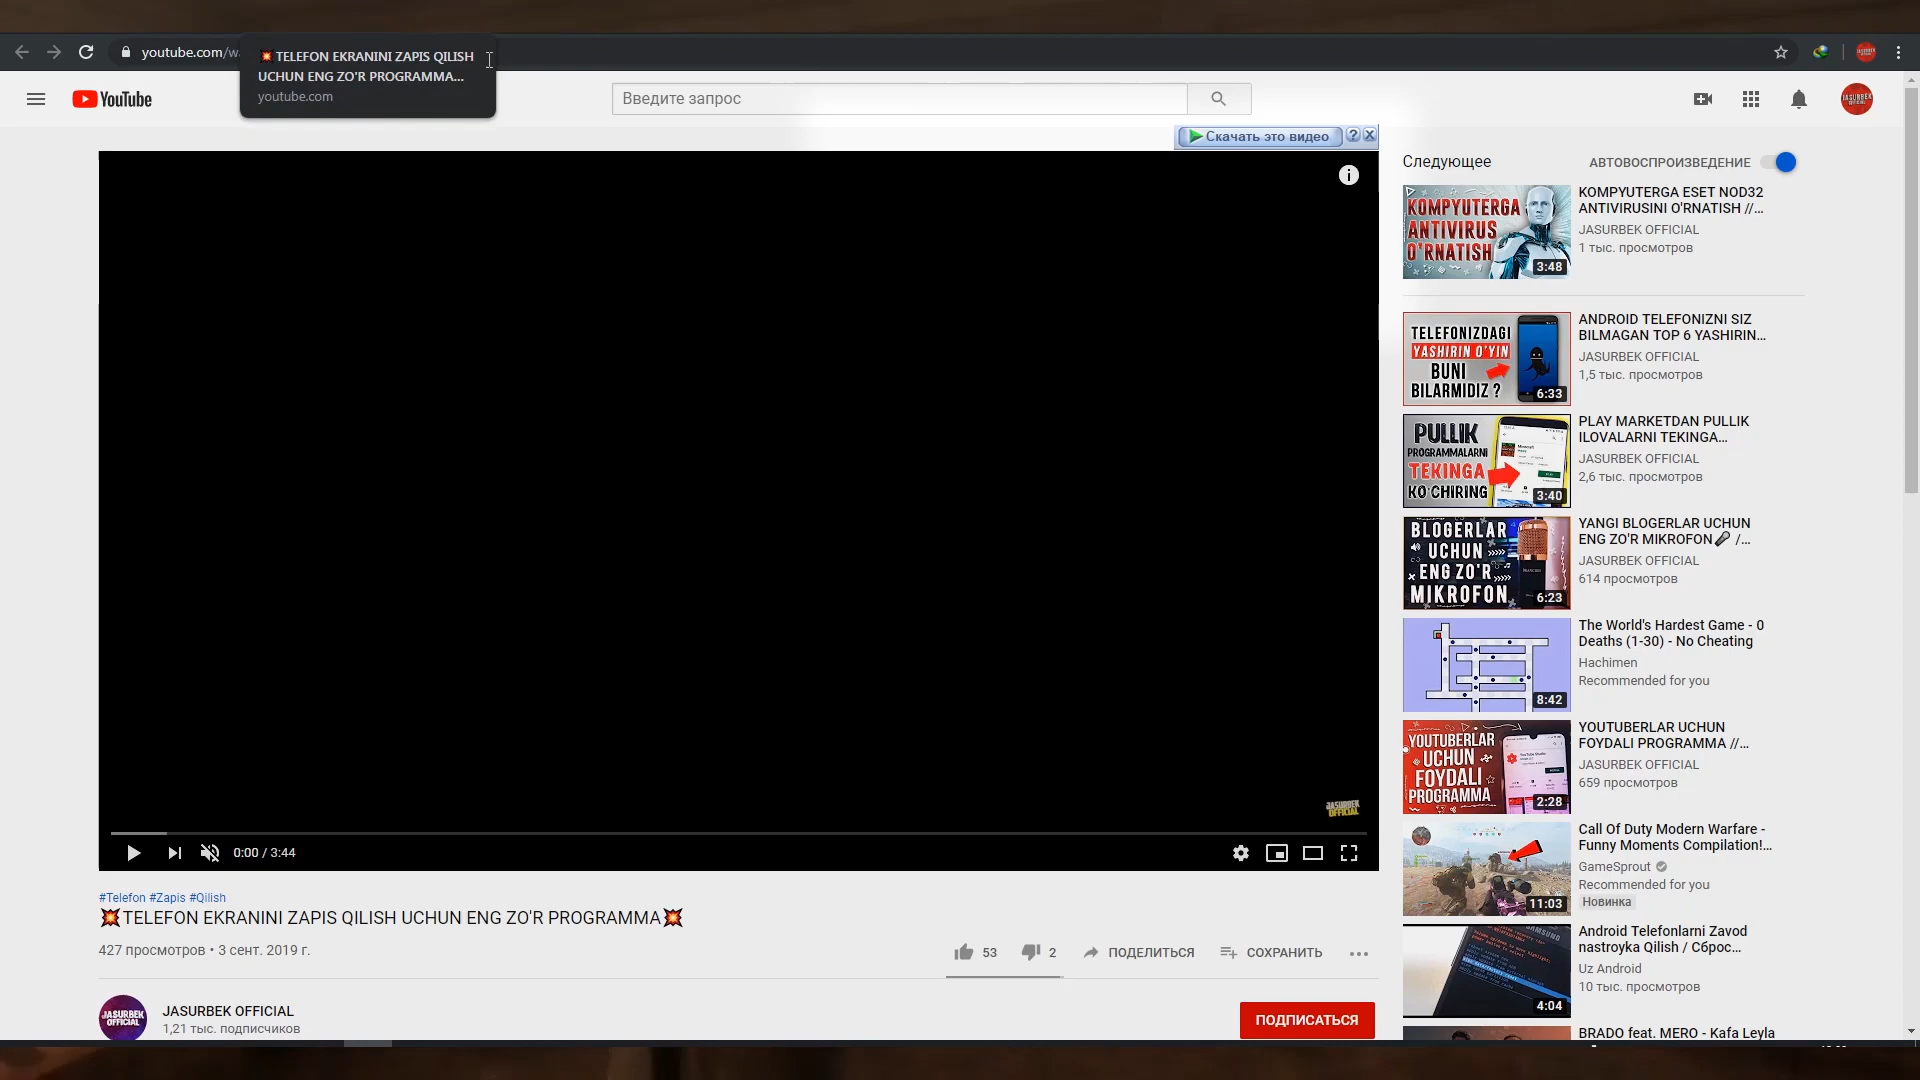 youtube.com/w
💥TELEFON EKRANINI ZAPIS QILISH
UCHUN ENG ZO'R PROGRAMMA...
youtube.com
YouTube
Введите запрос
Скачать это видео
?
JASURBEK
OFFICIAL
0:00 / 3:44
#Telefon #Zapis #Qilish
💥TELEFON EKRANINI ZAPIS QILISH UCHUN ENG ZO'R PROGRAMMA💥
427 просмотров • 3 сент. 2019 г.
53
2
ПОДЕЛИТЬСЯ
СОХРАНИТЬ
JASURBEK
OFFICIAL
JASURBEK OFFICIAL
1,21 тыс. подписчиков
ПОДПИСАТЬСЯ
Следующее
АВТОВОСПРОИЗВЕДЕНИЕ
KOMPYUTERGA
ANTIVIRUS
O'RNATISH
3:48
KOMPYUTERGA ESET NOD32
ANTIVIRUSINI O'RNATISH //...
JASURBEK OFFICIAL
1 тыс. просмотров
TELEFONIZDAGI
YASHIRIN O'YIN
BUNI
BILARMIDIZ ?
6:33
ANDROID TELEFONIZNI SIZ
BILMAGAN TOP 6 YASHIRIN...
JASURBEK OFFICIAL
1,5 тыс. просмотров
PULLIK
PROGRAMMALARNI
TEKINGA
KO'CHIRING
3:40
PLAY MARKETDAN PULLIK
ILOVALARNI TEKINGA...
JASURBEK OFFICIAL
2,6 тыс. просмотров
BLOGERLAR
UCHUN
ENG ZO'R
MIKROFON
6:23
YANGI BLOGERLAR UCHUN
ENG ZO'R MIKROFON🎤 /...
JASURBEK OFFICIAL
614 просмотров
8:42
The World's Hardest Game - 0
Deaths (1-30) - No Cheating
Hachimen
Recommended for you
YOUTUBERLAR
UCHUN
FOYDALI
PROGRAMMA
2:28
YOUTUBERLAR UCHUN
FOYDALI PROGRAMMA //...
JASURBEK OFFICIAL
659 просмотров
11:03
Call Of Duty Modern Warfare -
Funny Moments Compilation!...
GameSprout
Recommended for you
Новинка
SAMSUNG
4:04
Android Telefonlarni Zavod
nastroyka Qilish / Сброс...
Uz Android
10 тыс. просмотров
BRADO feat. MERO - Kafa Leyla